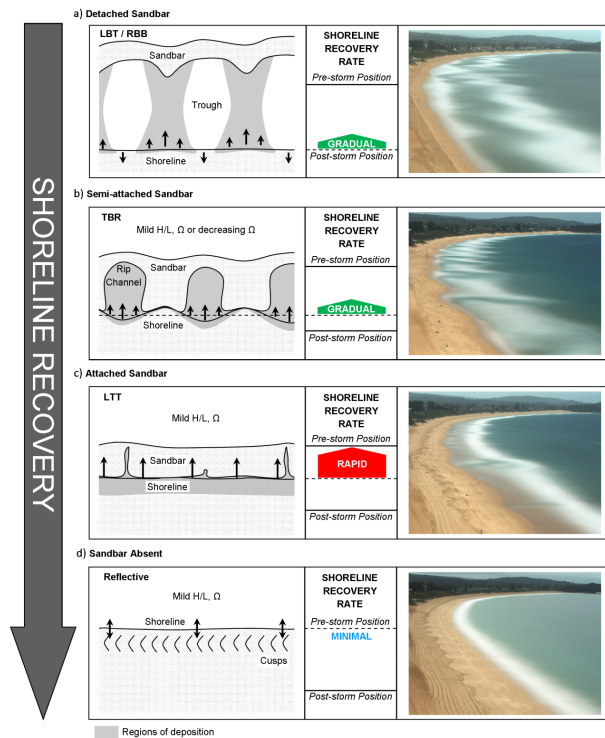 SHORELINE RECOVERY
a) Detached Sandbar
LBT / RBB
Sandbar
Trough
Shoreline
SHORELINE
RECOVERY
RATE
Pre-storm Position
GRADUAL
Post-storm Position
b) Semi-attached Sandbar
TBR
Mild H/L, Ω or decreasing Ω
Rip
Channel
Sandbar
Shoreline
SHORELINE
RECOVERY
RATE
Pre-storm Position
GRADUAL
Post-storm Position
c) Attached Sandbar
LTT
Mild H/L, Ω
Sandbar
Shoreline
SHORELINE
RECOVERY
RATE
Pre-storm Position
RAPID
Post-storm Position
d) Sandbar Absent
Reflective
Mild H/L, Ω
Shoreline
Cusps
SHORELINE
RECOVERY
RATE
Pre-storm Position
MINIMAL
Post-storm Position
Regions of deposition